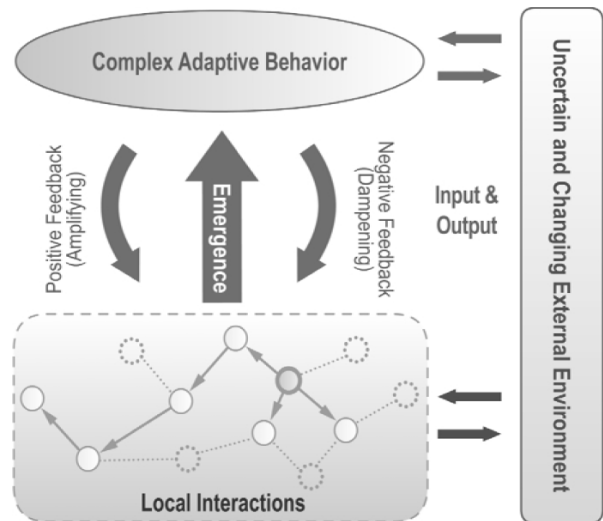 Complex Adaptive Behavior
Positive Feedback
(Amplifying)
Emergence
Negative Feedback
(Dampening)
Input &
Output
Uncertain and Changing External Environment
Local Interactions